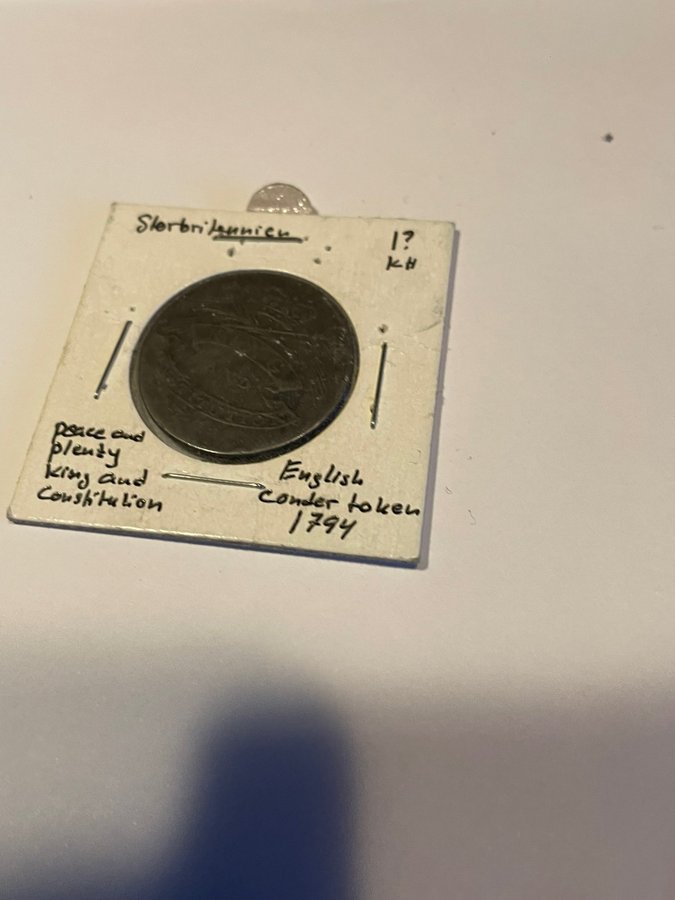 Storbritannien
1?
KH
peace and
plenty
King and
Constitution
English
Conder token
1794